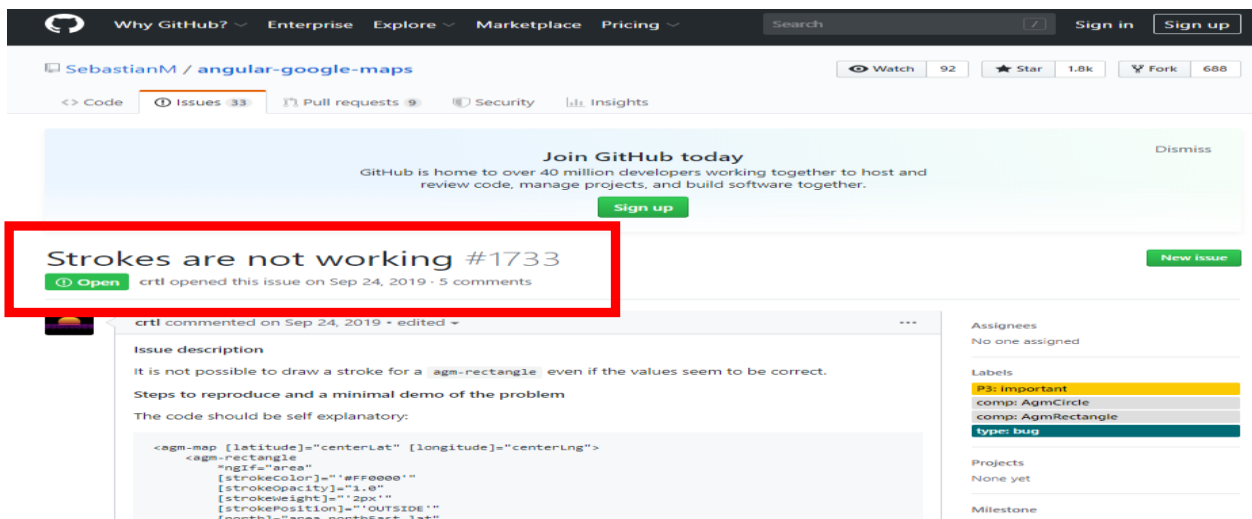 Why GitHub? Enterprise Explore Marketplace Pricing Search / Sign in Sign up
SebastianM / angular-google-maps Watch 92 Star 1.8k Fork 688
<> Code Issues 33 Pull requests 9 Security Insights
Join GitHub today Dismiss
GitHub is home to over 40 million developers working together to host and
review code, manage projects, and build software together.
Sign up
Strokes are not working #1733 New issue
Open crtl opened this issue on Sep 24, 2019 · 5 comments
crtl commented on Sep 24, 2019 • edited ...
Issue description
It is not possible to draw a stroke for a agm-rectangle even if the values seem to be correct.
Steps to reproduce and a minimal demo of the problem
The code should be self explanatory:
<agm-map [latitude]="centerLat" [longitude]="centerLng">
<agm-rectangle
*ngIf="area"
[strokeColor]="'#FF0000'"
[strokeOpacity]="1.0"
[strokeWeight]="'2px'"
[strokePosition]="'OUTSIDE'"
[north]="area.northEast.lat"
Assignees
No one assigned
Labels
P3: important
comp: AgmCircle
comp: AgmRectangle
type: bug
Projects
None yet
Milestone